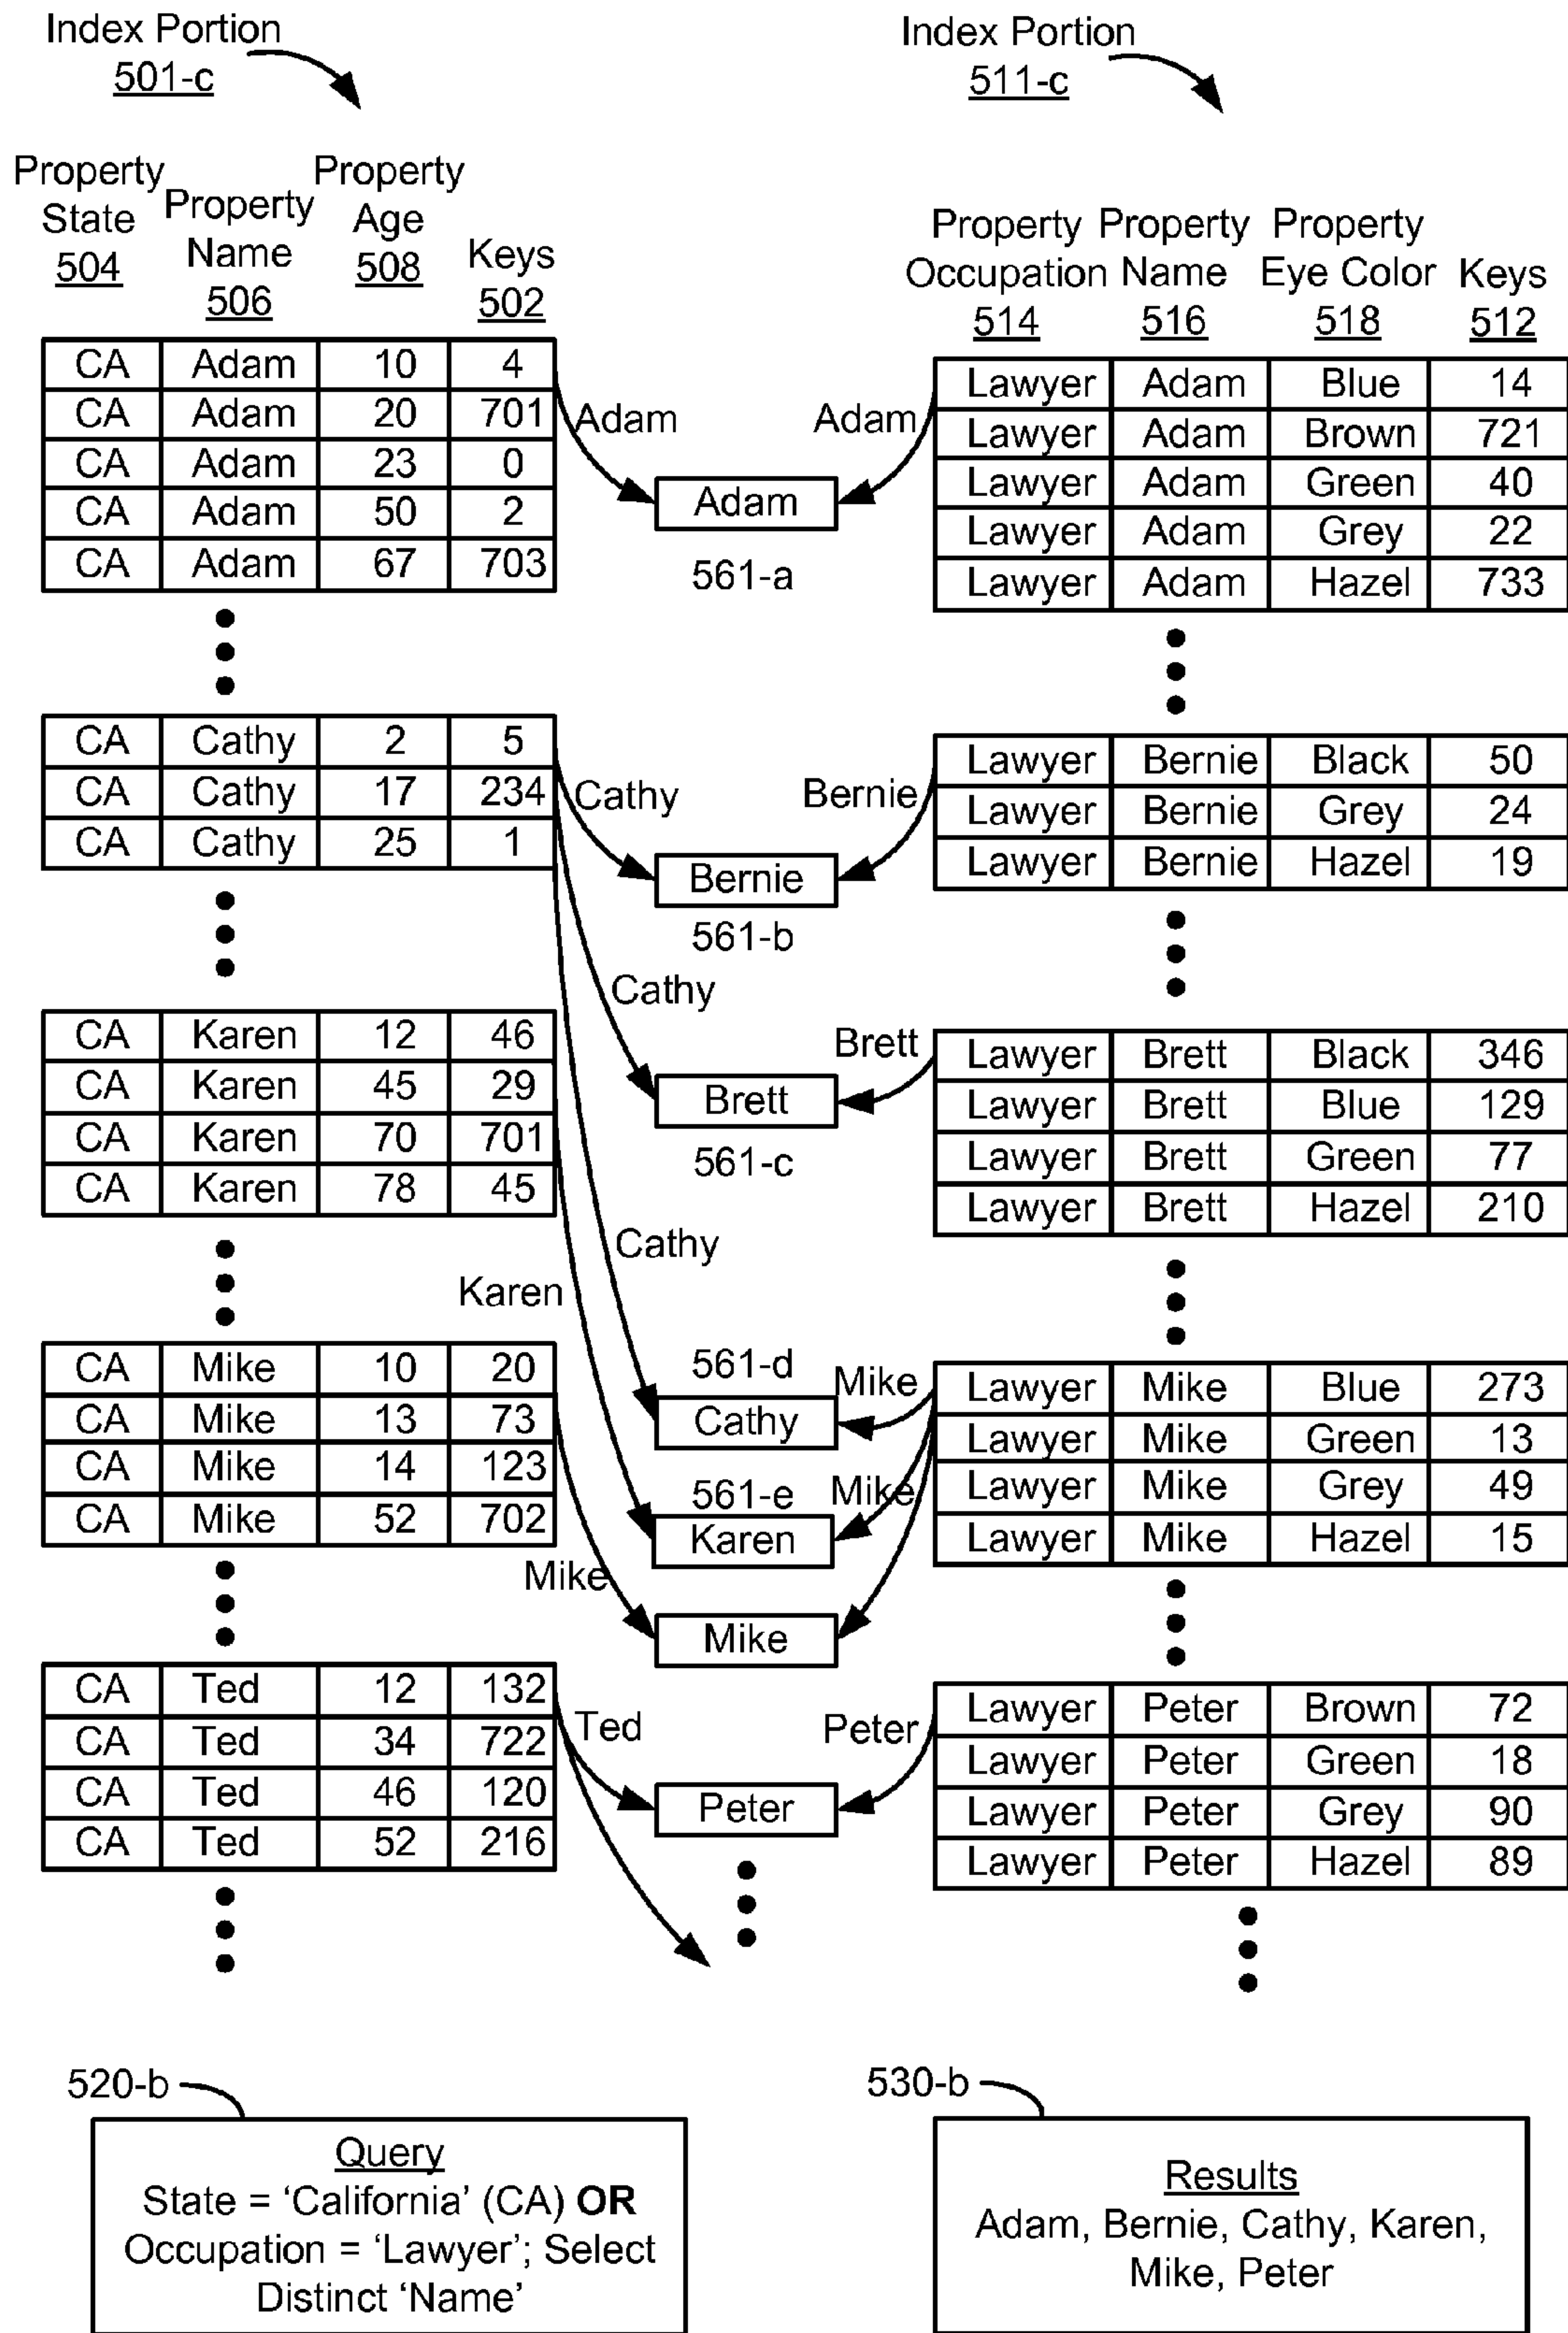 Index Portion
501-c
Index Portion
511-c
Property State 504
Property Name 506
Property Age 508
Keys 502
CA Adam 10 4
CA Adam 20 701
CA Adam 23 0
CA Adam 50 2
CA Adam 67 703
CA Cathy 2 5
CA Cathy 17 234
CA Cathy 25 1
CA Karen 12 46
CA Karen 45 29
CA Karen 70 701
CA Karen 78 45
CA Mike 10 20
CA Mike 13 73
CA Mike 14 123
CA Mike 52 702
CA Ted 12 132
CA Ted 34 722
CA Ted 46 120
CA Ted 52 216
Adam
Adam
Adam
561-a
Cathy
Bernie
Bernie
561-b
Cathy
Brett
Brett
561-c
Cathy
Karen
561-d
Mike
Cathy
561-e
Mike
Karen
Mike
Mike
Ted
Peter
Peter
Property Occupation 514
Property Name 516
Property Eye Color 518
Keys 512
Lawyer Adam Blue 14
Lawyer Adam Brown 721
Lawyer Adam Green 40
Lawyer Adam Grey 22
Lawyer Adam Hazel 733
Lawyer Bernie Black 50
Lawyer Bernie Grey 24
Lawyer Bernie Hazel 19
Lawyer Brett Black 346
Lawyer Brett Blue 129
Lawyer Brett Green 77
Lawyer Brett Hazel 210
Lawyer Mike Blue 273
Lawyer Mike Green 13
Lawyer Mike Grey 49
Lawyer Mike Hazel 15
Lawyer Peter Brown 72
Lawyer Peter Green 18
Lawyer Peter Grey 90
Lawyer Peter Hazel 89
520-b
Query
State = ‘California’ (CA) OR
Occupation = ‘Lawyer’; Select
Distinct ‘Name’
530-b
Results
Adam, Bernie, Cathy, Karen,
Mike, Peter